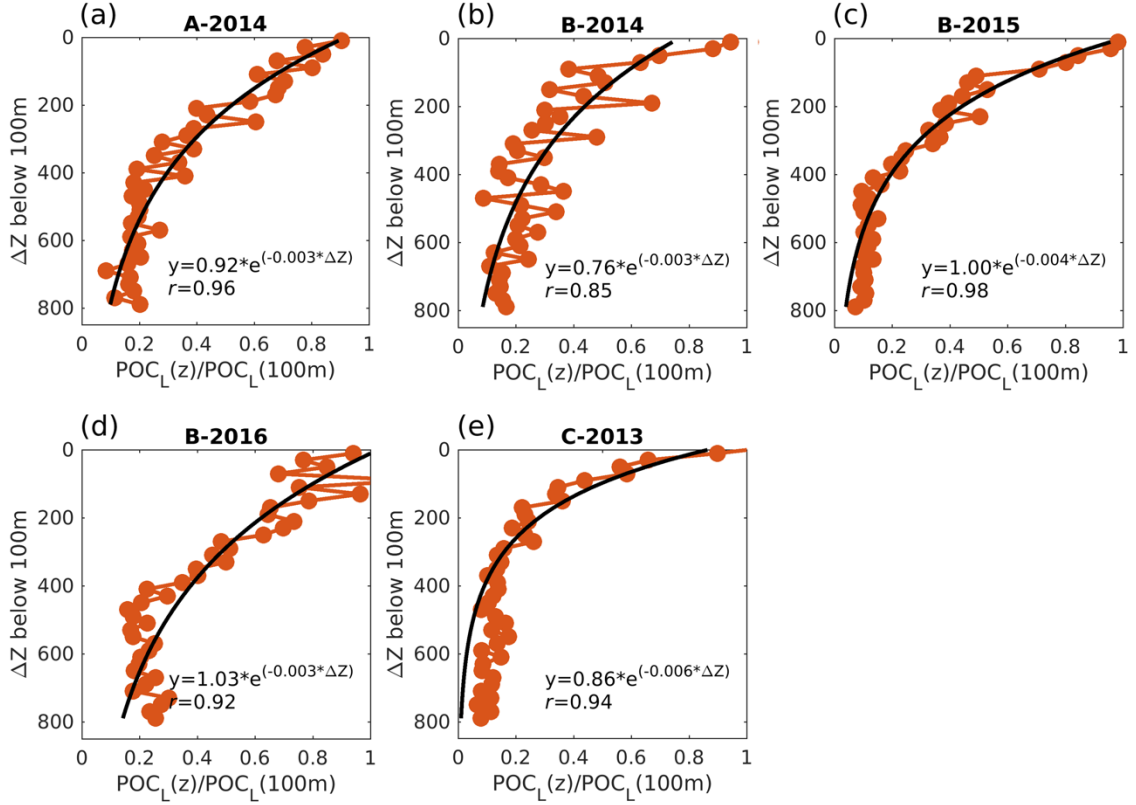 (a)
A-2014
0
200
400
600
800
ΔZ below 100m
y=0.92*e^(-0.003*ΔZ)
r=0.96
0 0.2 0.4 0.6 0.8 1
POC_L(z)/POC_L(100m)
(b)
B-2014
0
200
400
600
800
ΔZ below 100m
y=0.76*e^(-0.003*ΔZ)
r=0.85
0 0.2 0.4 0.6 0.8 1
POC_L(z)/POC_L(100m)
(c)
B-2015
0
200
400
600
800
ΔZ below 100m
y=1.00*e^(-0.004*ΔZ)
r=0.98
0 0.2 0.4 0.6 0.8 1
POC_L(z)/POC_L(100m)
(d)
B-2016
0
200
400
600
800
ΔZ below 100m
y=1.03*e^(-0.003*ΔZ)
r=0.92
0 0.2 0.4 0.6 0.8 1
POC_L(z)/POC_L(100m)
(e)
C-2013
0
200
400
600
800
ΔZ below 100m
y=0.86*e^(-0.006*ΔZ)
r=0.94
0 0.2 0.4 0.6 0.8 1
POC_L(z)/POC_L(100m)